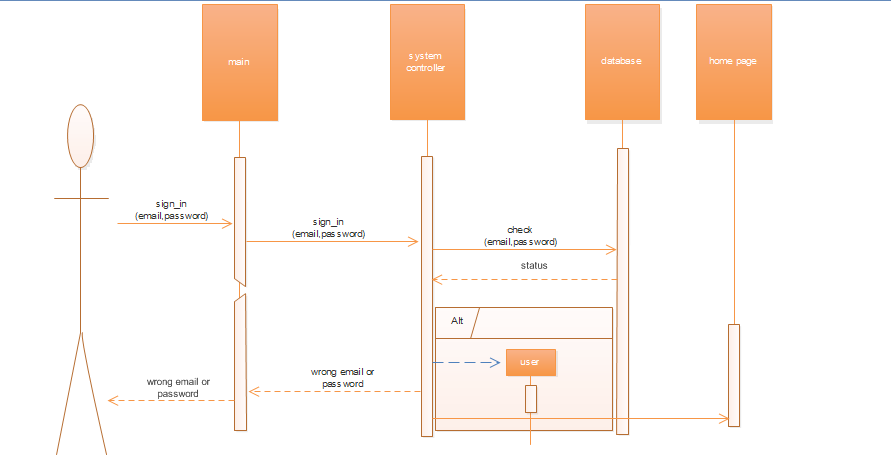 main
system
controller
database
home page
sign_in
(email,password)
sign_in
(email,password)
check
(email,password)
status
Alt
user
wrong email or
password
wrong email or
password